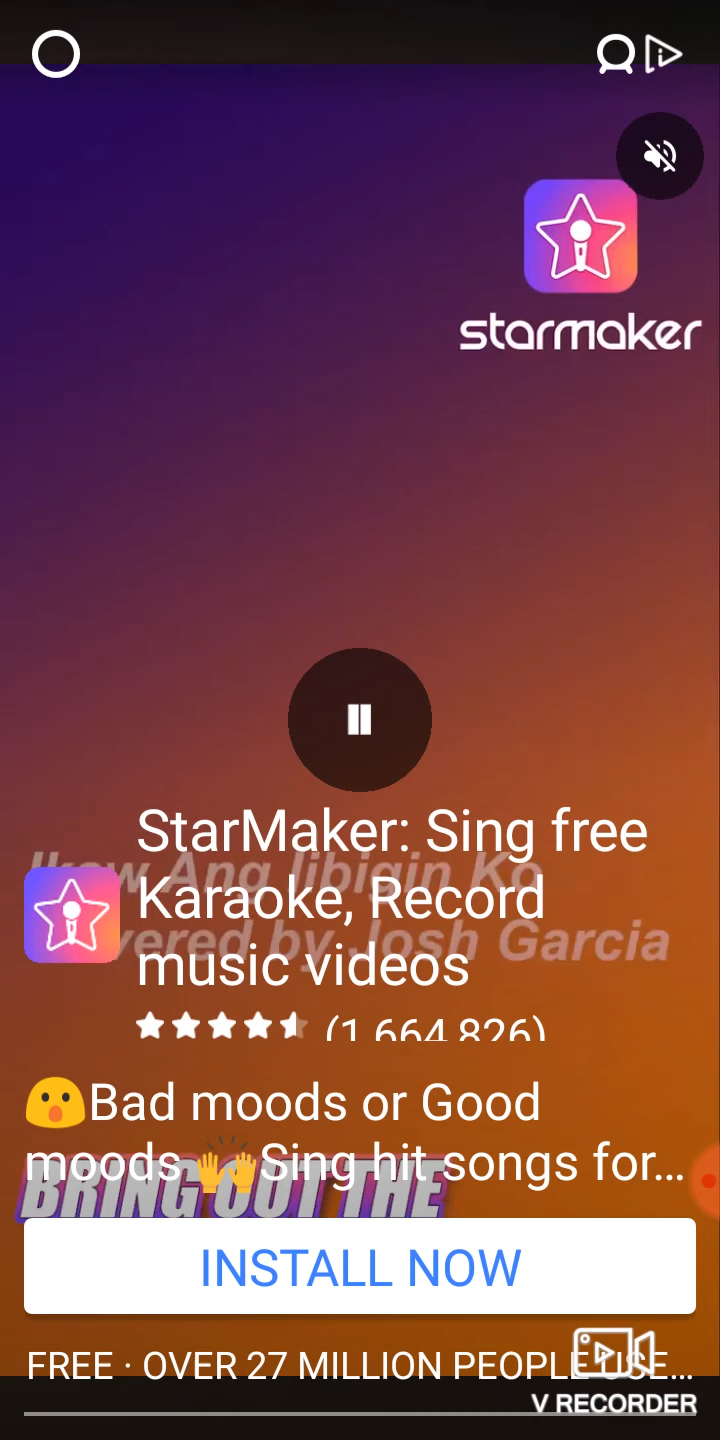 starmaker
StarMaker: Sing free
Karaoke, Record
music videos
Ang Iibigin Ko
vered by Josh Garcia
(1,664,826)
😮Bad moods or Good
moods 🙌Sing hit songs for...
BRING OUT THE
INSTALL NOW
FREE · OVER 27 MILLION PEOPLE USE...
V RECORDER